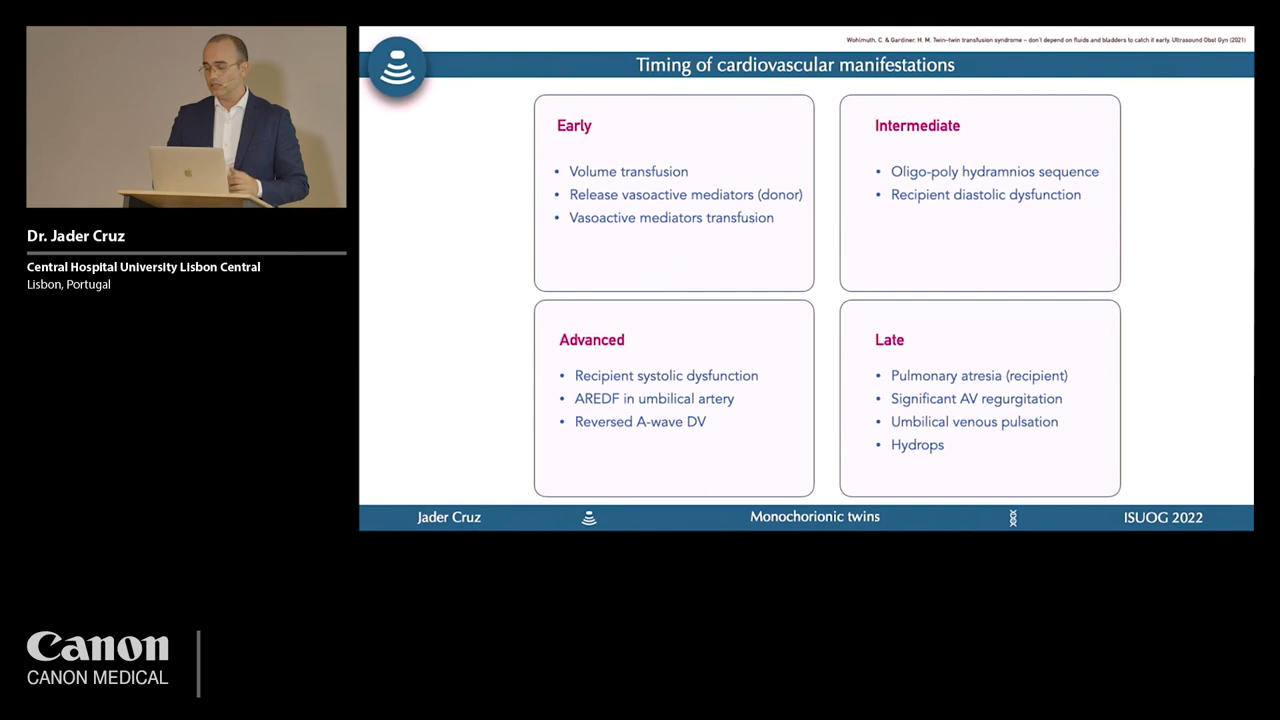 Wohlmuth, C. & Gardiner, H. M. Twin–twin transfusion syndrome – don't depend on fluids and bladders to catch it early. Ultrasound Obst Gyn (2021)
Timing of cardiovascular manifestations
Early
• Volume transfusion
• Release vasoactive mediators (donor)
• Vasoactive mediators transfusion
Intermediate
• Oligo-poly hydramnios sequence
• Recipient diastolic dysfunction
Advanced
• Recipient systolic dysfunction
• AREDF in umbilical artery
• Reversed A-wave DV
Late
• Pulmonary atresia (recipient)
• Significant AV regurgitation
• Umbilical venous pulsation
• Hydrops
Jader Cruz
Monochorionic twins
ISUOG 2022
Dr. Jader Cruz
Central Hospital University Lisbon Central
Lisbon, Portugal
Canon
CANON MEDICAL